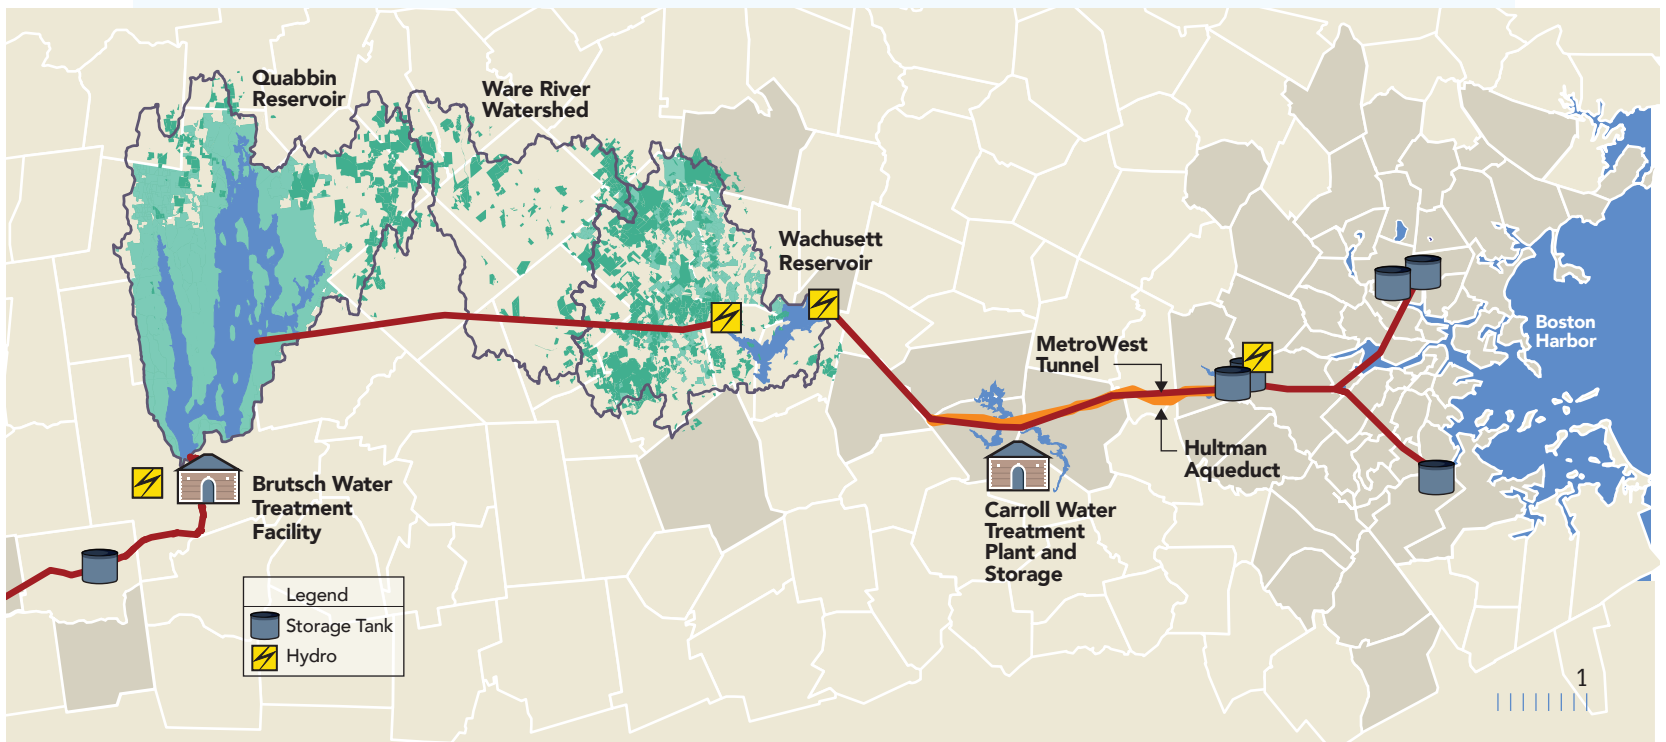 Quabbin
Reservoir
Ware River
Watershed
Wachusett
Reservoir
Boston
Harbor
MetroWest
Tunnel
Hultman
Aqueduct
Brutsch Water
Treatment
Facility
Carroll Water
Treatment
Plant and
Storage
Legend
Storage Tank
Hydro
1